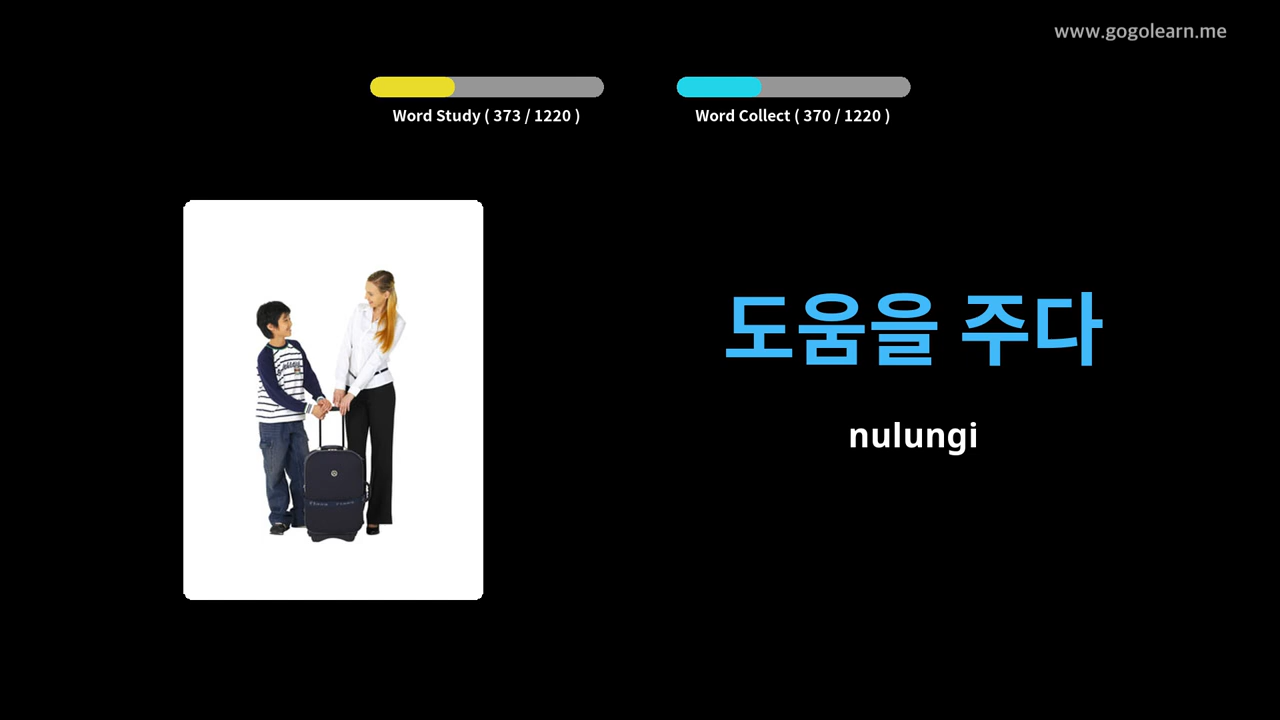 www.gogolearn.me
Word Study ( 373 / 1220 )
Word Collect ( 370 / 1220 )
도움을 주다
nulungi